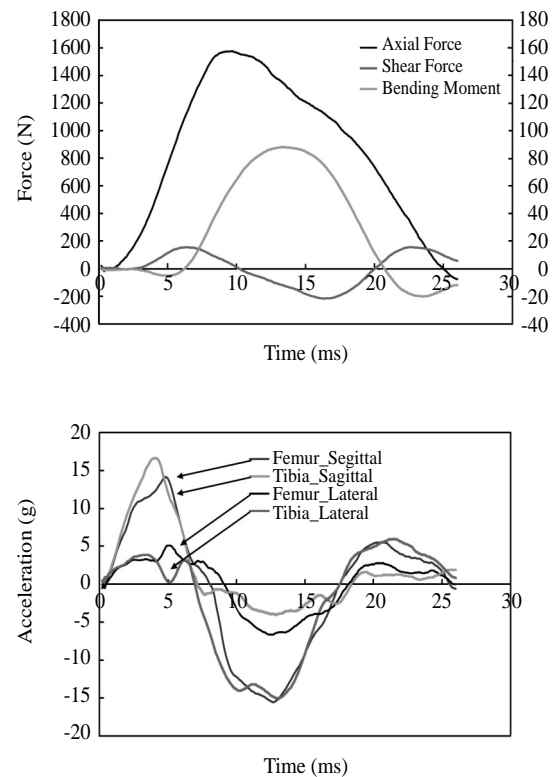 1800
1600
1400
1200
1000
800
600
400
200
0
-200
-400
Force (N)
180
160
140
120
100
80
60
40
20
0
-20
-40
Axial Force
Shear Force
Bending Moment
0 5 10 15 20 25 30
Time (ms)
20
15
10
5
0
-5
-10
-15
-20
Acceleration (g)
Femur_Segittal
Tibia_Sagittal
Femur_Lateral
Tibia_Lateral
0 5 10 15 20 25 30
Time (ms)